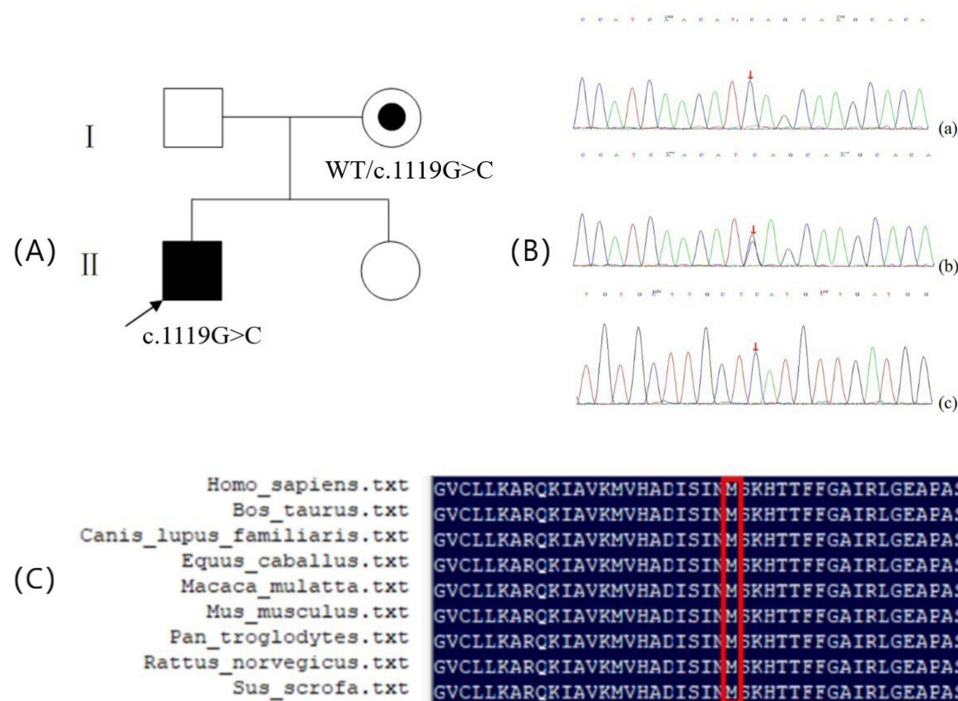 I
WT/c.1119G>C
(A)
II
c.1119G>C
(B)
(a)
(b)
T G T G C T T G C T C A T G T T G A T G G
(c)
(C)
Homo_sapiens.txt GVCLLKARQKIAVKMVHADISINMSKHTTFFGAIRLGEAPAS
Bos_taurus.txt GVCLLKARQKIAVKMVHADISINMSKHTTFFGAIRLGEAPAS
Canis_lupus_familiaris.txt GVCLLKARQKIAVKMVHADISINMSKHTTFFGAIRLGEAPAS
Equus_caballus.txt GVCLLKARQKIAVKMVHADISINMSKHTTFFGAIRLGEAPAS
Macaca_mulatta.txt GVCLLKARQKIAVKMVHADISINMSKHTTFFGAIRLGEAPAS
Mus_musculus.txt GVCLLKARQKIAVKMVHADISINMSKHTTFFGAIRLGEAPAS
Pan_troglodytes.txt GVCLLKARQKIAVKMVHADISINMSKHTTFFGAIRLGEAPAS
Rattus_norvegicus.txt GVCLLKARQKIAVKMVHADISINMSKHTTFFGAIRLGEAPAS
Sus_scrofa.txt GVCLLKARQKIAVKMVHADISINMSKHTTFFGAIRLGEAPAS